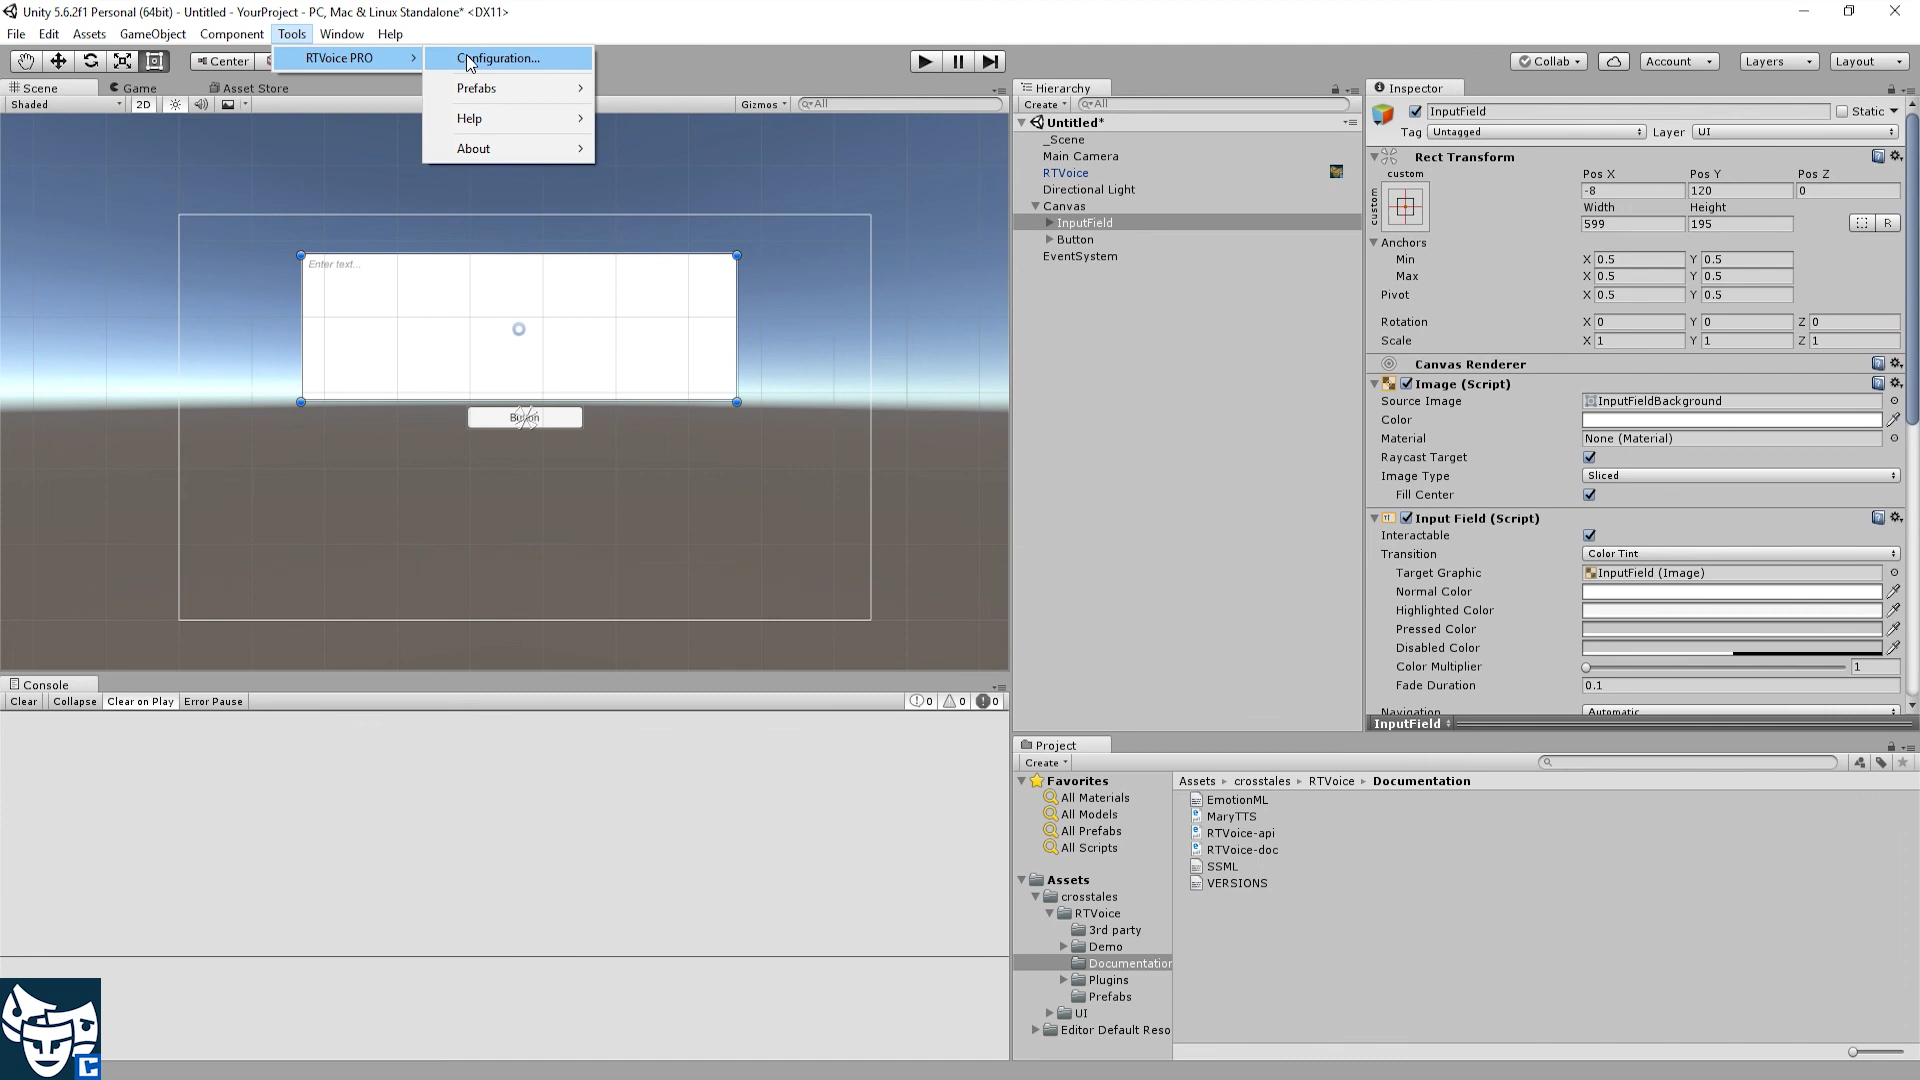 Unity 5.6.2f1 Personal (64bit) - Untitled - YourProject - PC, Mac & Linux Standalone* <DX11>
File Edit Assets GameObject Component Tools Window Help
Center
RTVoice PRO
Configuration...
Prefabs
Help
About
Collab
Account
Layers
Layout
Scene
Game
Asset Store
Shaded
2D
Gizmos
All
Enter text...
Button
Console
Clear
Collapse
Clear on Play
Error Pause
0
0
0
Hierarchy
Create
All
Untitled*
_Scene
Main Camera
RTVoice
Directional Light
Canvas
InputField
Button
EventSystem
Inspector
InputField
Static
Tag Untagged Layer UI
Rect Transform
custom
custom
Pos X Pos Y Pos Z
-8 120 0
Width Height
599 195
R
Anchors
Min X 0.5 Y 0.5
Max X 0.5 Y 0.5
Pivot X 0.5 Y 0.5
Rotation X 0 Y 0 Z 0
Scale X 1 Y 1 Z 1
Canvas Renderer
Image (Script)
Source Image InputFieldBackground
Color
Material None (Material)
Raycast Target
Image Type Sliced
Fill Center
Input Field (Script)
Interactable
Transition Color Tint
Target Graphic InputField (Image)
Normal Color
Highlighted Color
Pressed Color
Disabled Color
Color Multiplier 1
Fade Duration 0.1
Navigation Automatic
InputField
Project
Create
Favorites
All Materials
All Models
All Prefabs
All Scripts
Assets
crosstales
RTVoice
3rd party
Demo
Documentation
Plugins
Prefabs
UI
Editor Default Reso
Assets crosstales RTVoice Documentation
EmotionML
MaryTTS
RTVoice-api
RTVoice-doc
SSML
VERSIONS
C